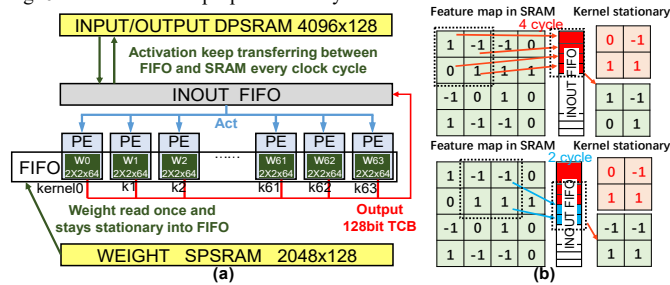 INPUT/OUTPUT DPSRAM 4096x128
Activation keep transferring between
FIFO and SRAM every clock cycle
INOUT FIFO
Act
PE PE PE PE PE PE
FIFO
W0 W1 W2 ...... W61 W62 W63
2X2x64 2X2x64 2X2x64 2X2x64 2X2x64 2X2x64
kernel0 k1 k2 k61 k62 k63
Weight read once and
stays stationary into FIFO
Output
128bit TCB
WEIGHT SPSRAM 2048x128
(a)
Feature map in SRAM Kernel stationary
4 cycle
1 -1 -1 0
0 1 1 1
-1 0 1 0
1 -1 -1 0
INOUT FIFO
0 -1
1 1
-1 -1
1 0
Feature map in SRAM Kernel stationary
2 cycle
1 -1 -1 0
0 1 1 1
-1 0 1 0
1 -1 -1 0
INOUT FIFO
0 -1
1 1
-1 -1
1 0
(b)